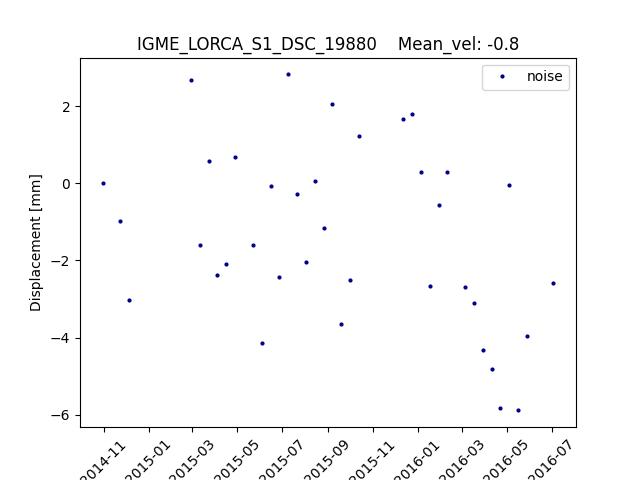 IGME_LORCA_S1_DSC_19880 Mean_vel: -0.8
noise
Displacement [mm]
2
0
−2
−4
−6
2014-11 2015-01 2015-03 2015-05 2015-07 2015-09 2015-11 2016-01 2016-03 2016-05 2016-07